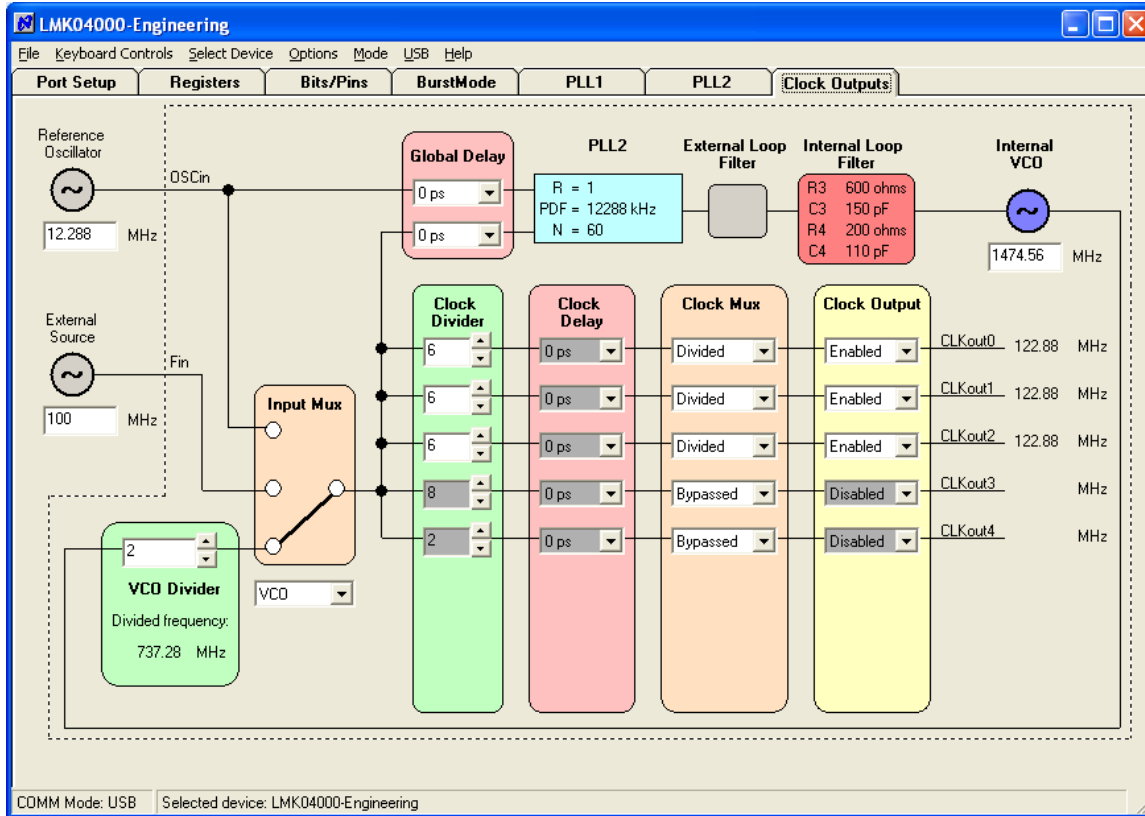 LMK04000-Engineering
File Keyboard Controls Select Device Options Mode USB Help
Port Setup Registers Bits/Pins BurstMode PLL1 PLL2 Clock Outputs
Reference
Oscillator
12.288 MHz
OSCin
External
Source
100 MHz
Fin
Global Delay
0 ps
0 ps
PLL2
R = 1
PDF = 12288 kHz
N = 60
External Loop
Filter
Internal Loop
Filter
R3 600 ohms
C3 150 pF
R4 200 ohms
C4 110 pF
Internal
VCO
1474.56 MHz
Input Mux
VCO
2
VCO Divider
Divided frequency:
737.28 MHz
Clock
Divider
Clock
Delay
Clock Mux
Clock Output
6 0 ps Divided Enabled CLKout0 122.88 MHz
6 0 ps Divided Enabled CLKout1 122.88 MHz
6 0 ps Divided Enabled CLKout2 122.88 MHz
8 0 ps Bypassed Disabled CLKout3 MHz
2 0 ps Bypassed Disabled CLKout4 MHz
COMM Mode: USB Selected device: LMK04000-Engineering